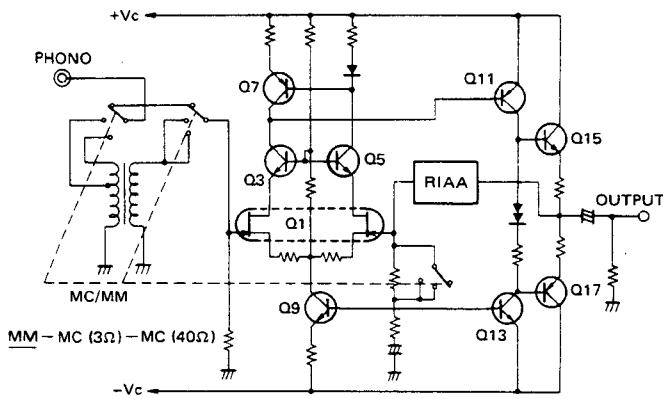 +Vc
PHONO
Q7
Q11
Q15
Q3
Q5
RIAA
OUTPUT
Q1
MC/MM
Q9
Q13
Q17
MM – MC (3Ω) – MC (40Ω)
–Vc